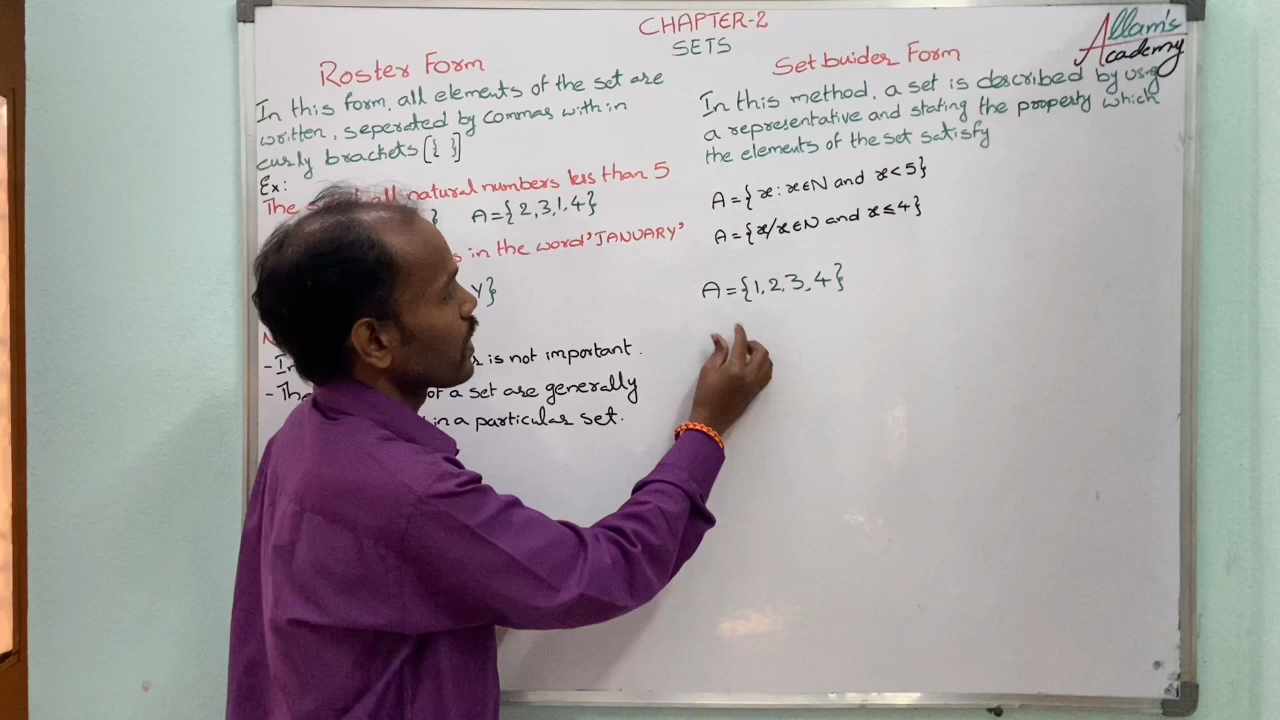 CHAPTER-2
SETS
Allam's
Academy
Roster Form
In this form, all elements of the set are
written, seperated by commas with in
curly brackets [{ }]
Ex:
The all natural numbers less than 5
} A={2,3,1,4}
in the word 'JANUARY'
Y}
- is not important.
-The of a set are generally
in a particular set.
Set buider Form
In this method, a set is described by using
a representative and stating the property which
the elements of the set satisfy
A={x:x∈N and x<5}
A={x/x∈N and x≤4}
A={1,2,3,4}